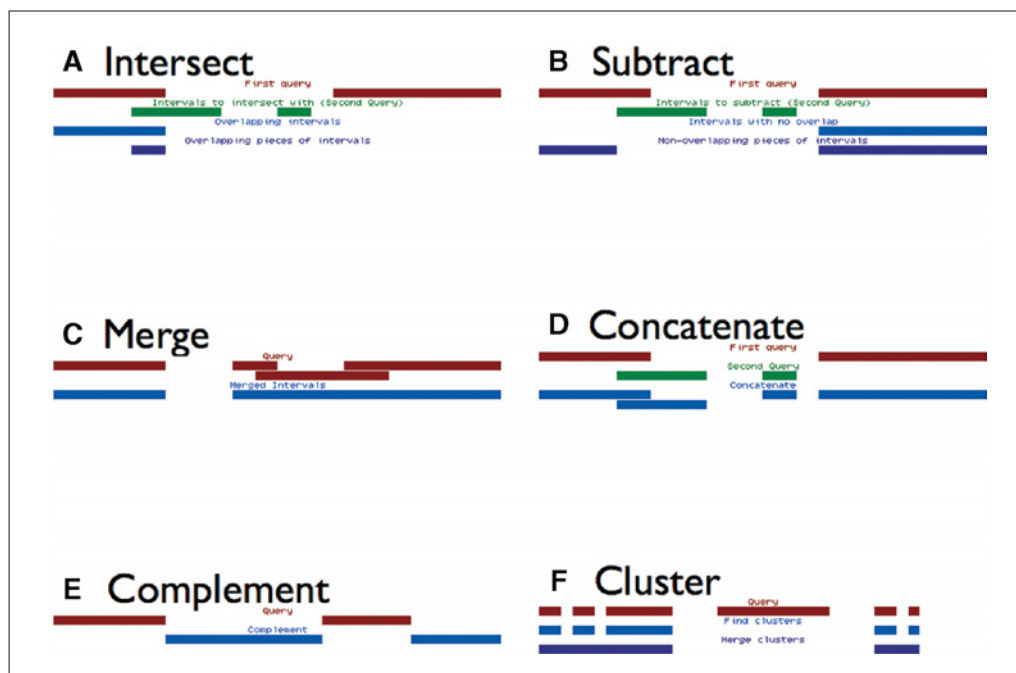 A Intersect
First query
Intervals to intersect with (Second Query)
Overlapping intervals
Overlapping pieces of intervals
B Subtract
First query
Intervals to subtract (Second Query)
Intervals with no overlap
Non-overlapping pieces of intervals
C Merge
Query
Merged Intervals
D Concatenate
First query
Second Query
Concatenate
E Complement
Query
Complement
F Cluster
Query
Find clusters
Merge clusters